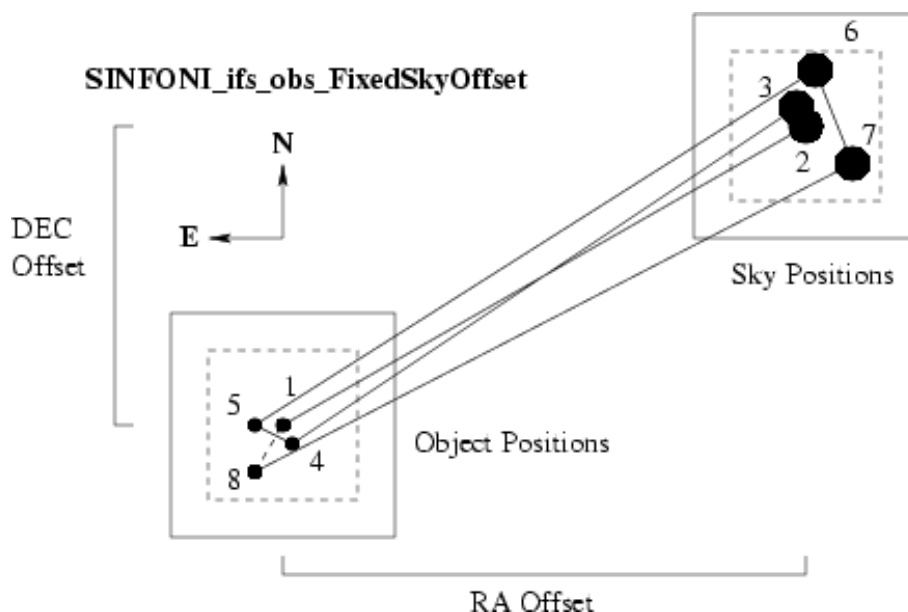 SINFONI_ifs_obs_FixedSkyOffset
6
3
7
2
N
E
DEC
Offset
Sky Positions
1
5
4
8
Object Positions
RA Offset